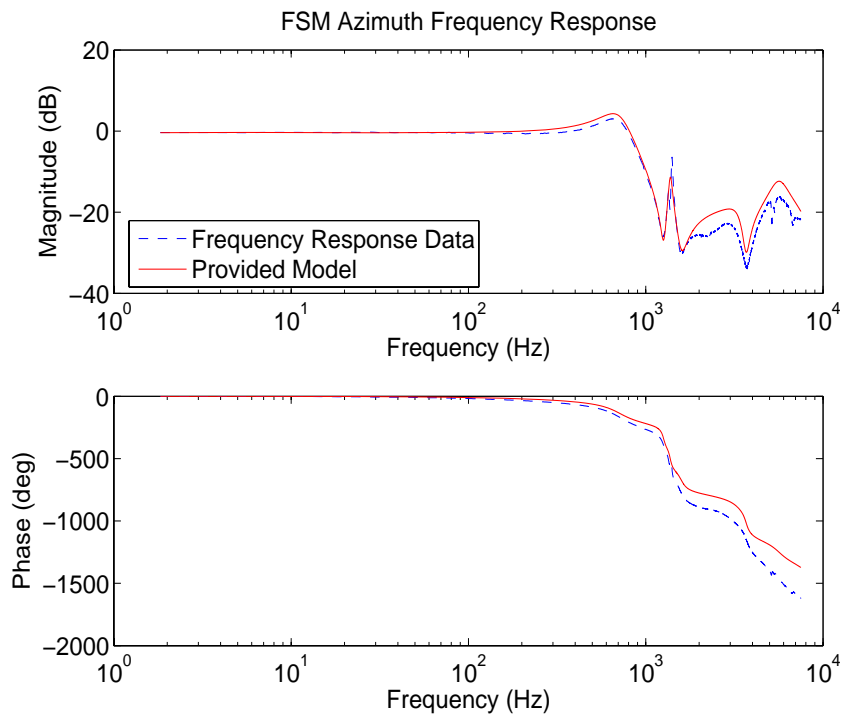 FSM Azimuth Frequency Response
Magnitude (dB)
20
0
−20
−40
Frequency Response Data
Provided Model
10^0 10^1 10^2 10^3 10^4
Frequency (Hz)
Phase (deg)
0
−500
−1000
−1500
−2000
10^0 10^1 10^2 10^3 10^4
Frequency (Hz)